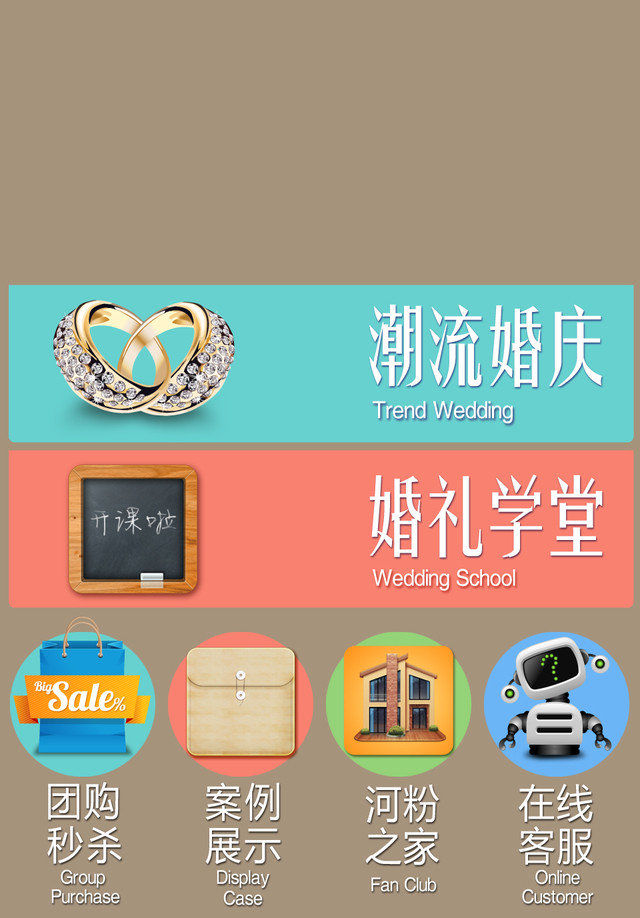 潮流婚庆
Trend Wedding
开课啦
婚礼学堂
Wedding School
Big
Sale%
团购
秒杀
Group
Purchase
案例
展示
Display
Case
河粉
之家
Fan Club
?
在线
客服
Online
Customer